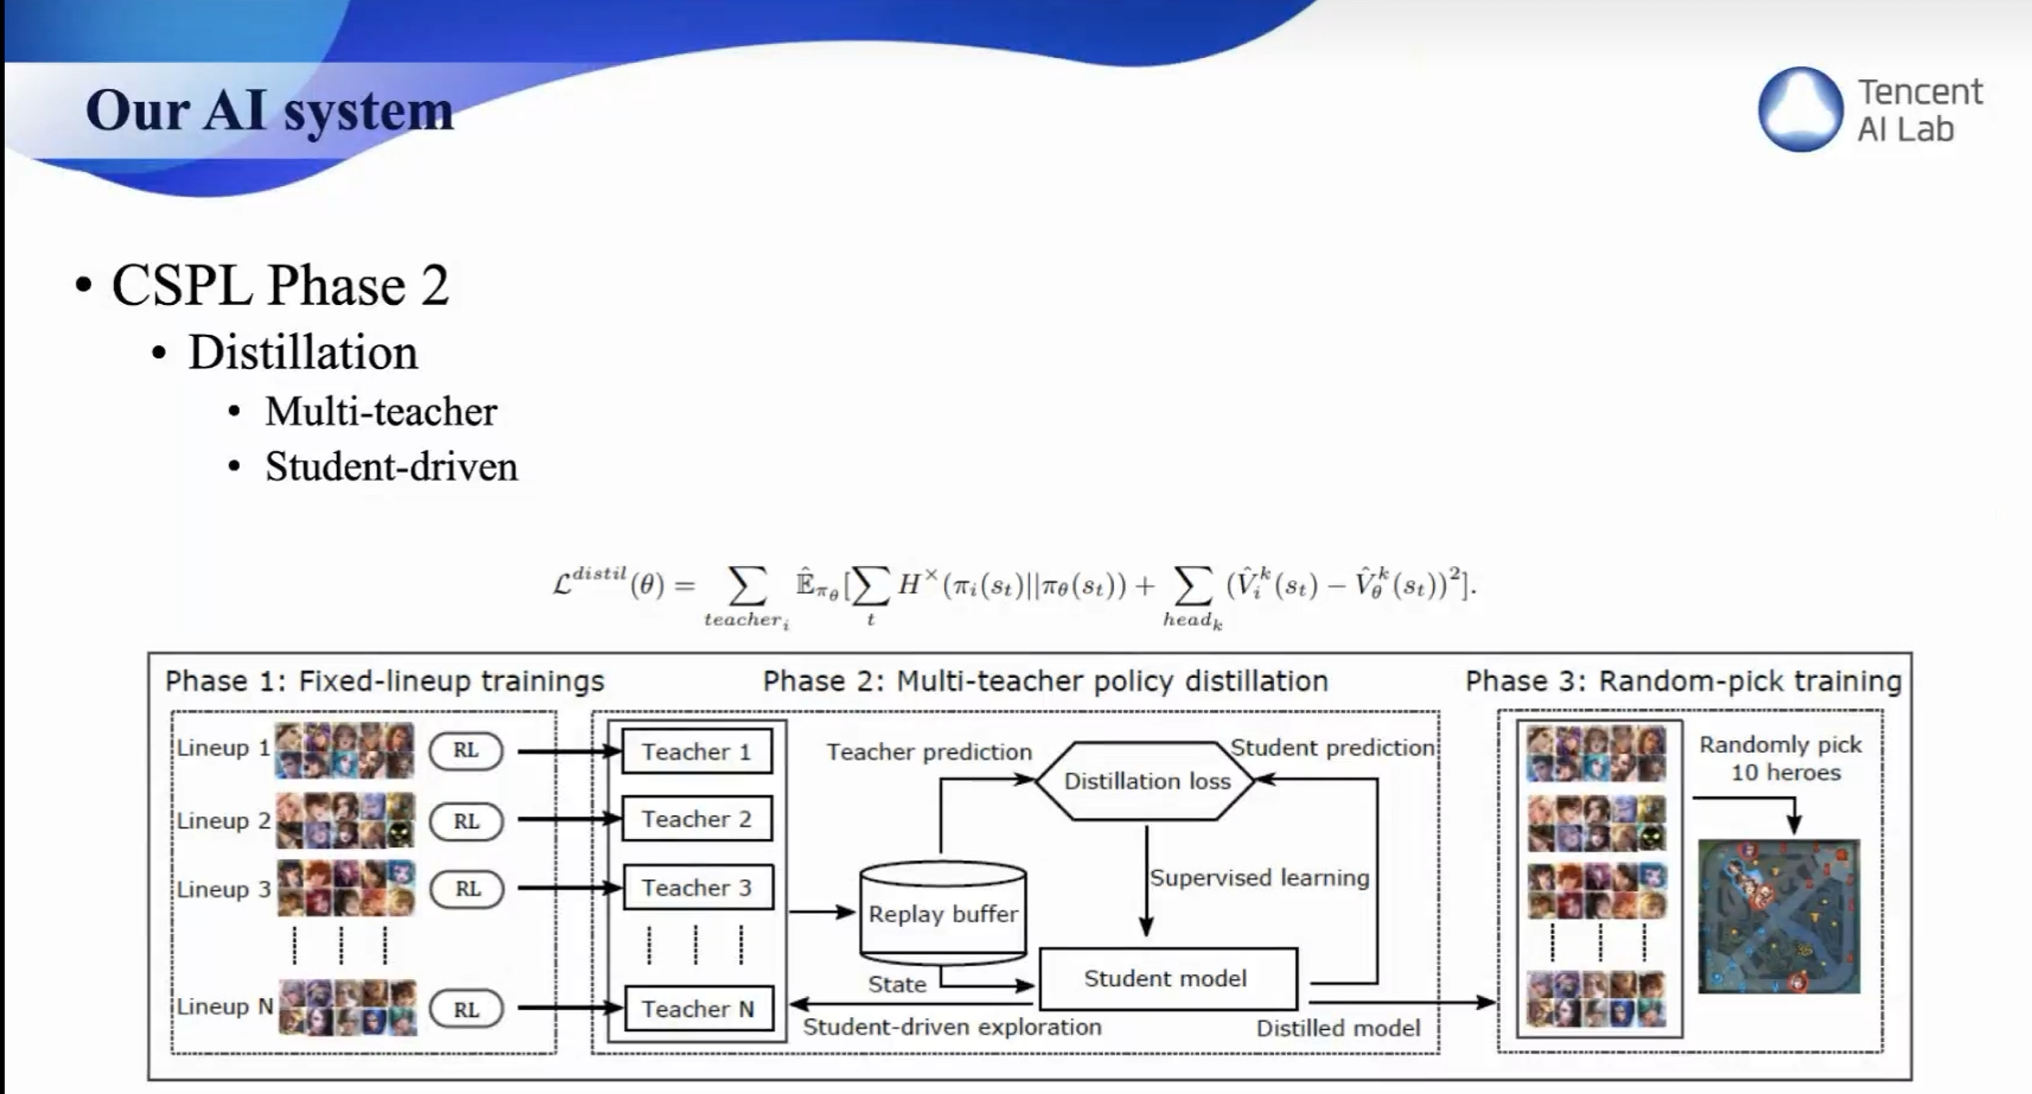 Our AI system
Tencent
AI Lab
• CSPL Phase 2
• Distillation
• Multi-teacher
• Student-driven
$\mathcal{L}^{distil}(\theta) = \sum_{teacher_i} \hat{\mathbb{E}}_{\pi_\theta}[\sum_t H^\times(\pi_i(s_t)||\pi_\theta(s_t)) + \sum_{head_k} (\hat{V}_i^k(s_t) - \hat{V}_\theta^k(s_t))^2].$
Phase 1: Fixed-lineup trainings
Lineup 1
RL
Lineup 2
RL
Lineup 3
RL
Lineup N
RL
Phase 2: Multi-teacher policy distillation
Teacher 1
Teacher 2
Teacher 3
Teacher N
Teacher prediction
Distillation loss
Student prediction
Supervised learning
Replay buffer
State
Student model
Student-driven exploration
Distilled model
Phase 3: Random-pick training
Randomly pick
10 heroes